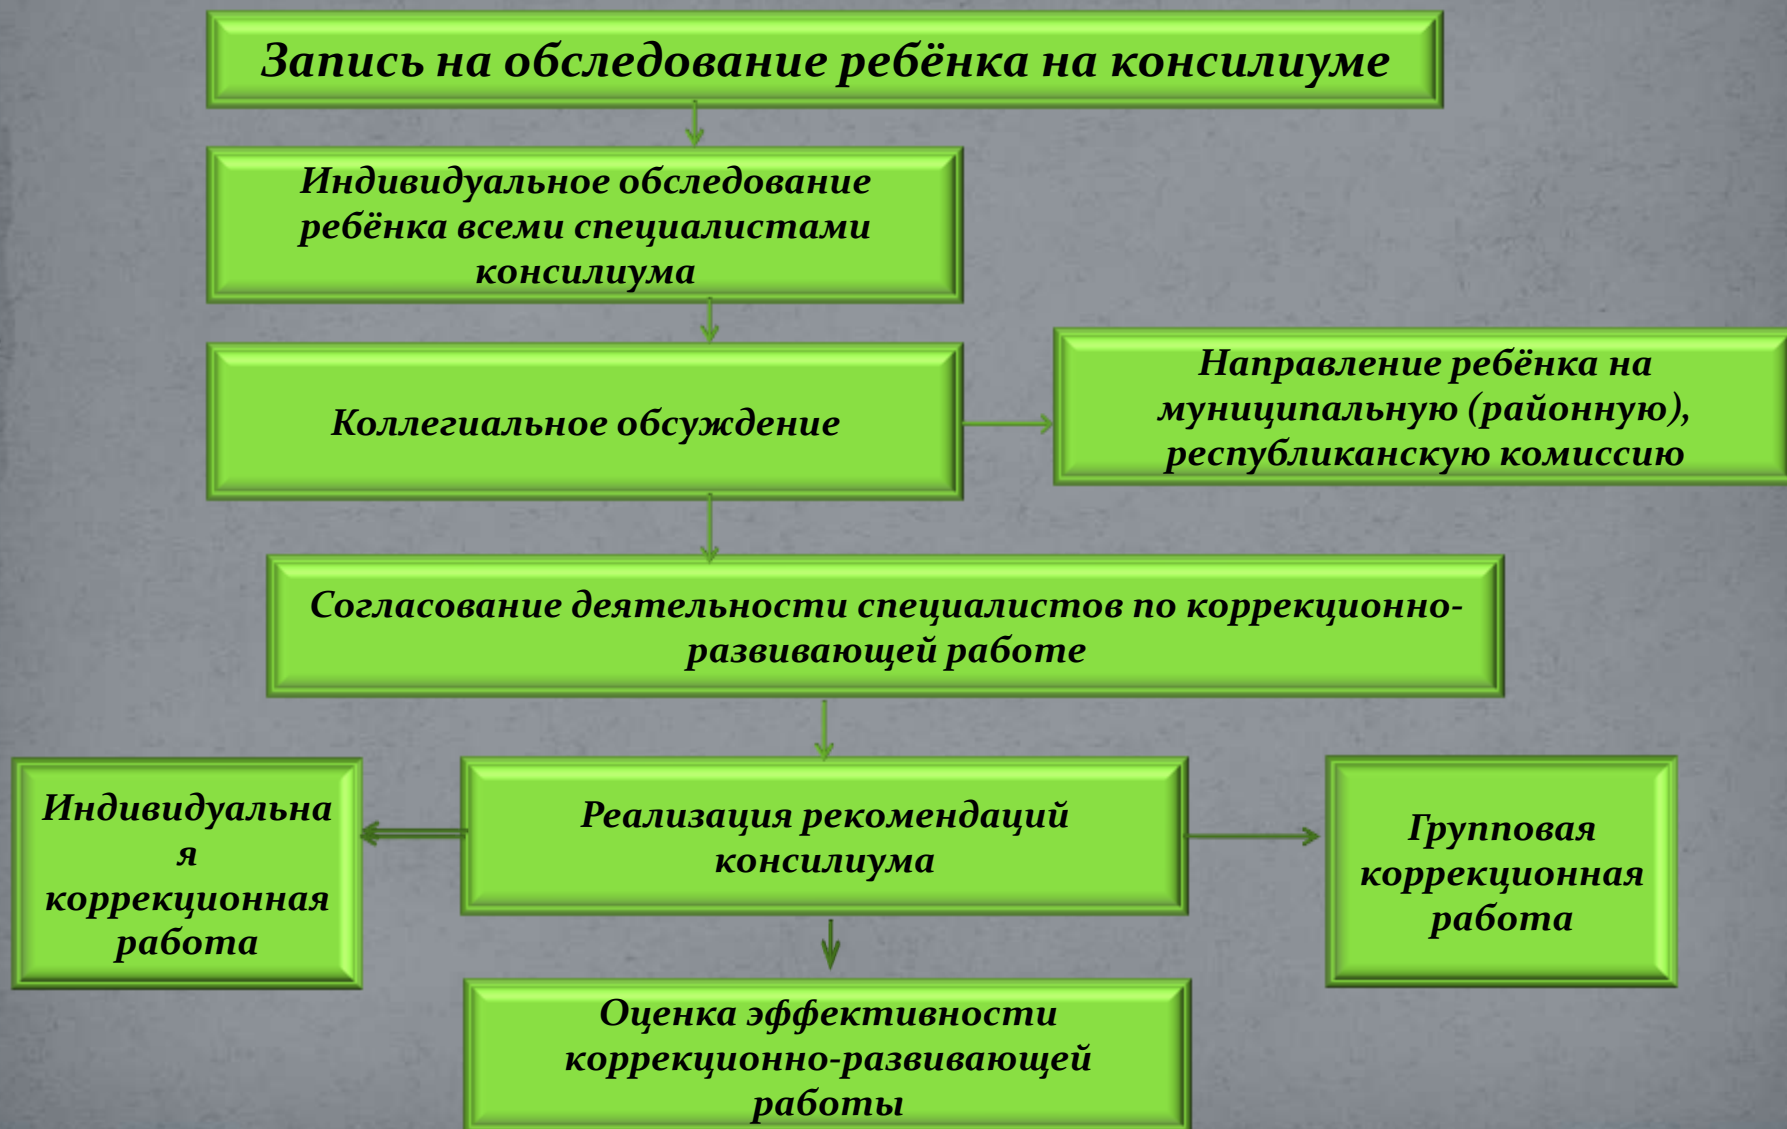 Запись на обследование ребёнка на консилиуме
Индивидуальное обследование
ребёнка всеми специалистами
консилиума
Коллегиальное обсуждение
Направление ребёнка на
муниципальную (районную),
республиканскую комиссию
Согласование деятельности специалистов по коррекционно-
развивающей работе
Индивидуальна
я
коррекционная
работа
Реализация рекомендаций
консилиума
Групповая
коррекционная
работа
Оценка эффективности
коррекционно-развивающей
работы